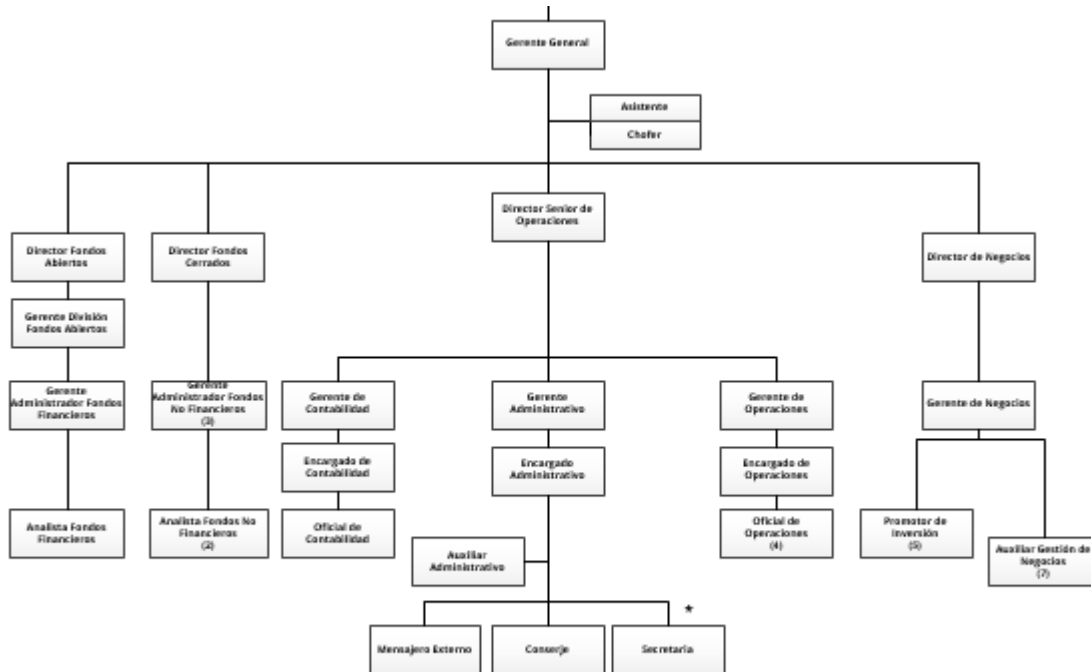 Gerente General
Asistente
Chofer
Director Senior de
Operaciones
Director Fondos
Abiertos
Director Fondos
Cerrados
Director de Negocios
Gerente División
Fondos Abiertos
Gerente
Administrador Fondos
Financieros
Gerente
Administrador Fondos
No Financieros
(3)
Gerente de
Contabilidad
Gerente
Administrativo
Gerente de
Operaciones
Gerente de Negocios
Encargado de
Contabilidad
Encargado
Administrativo
Encargado de
Operaciones
Analista Fondos
Financieros
Analista Fondos No
Financieros
(2)
Oficial de
Contabilidad
Oficial de
Operaciones
(4)
Promotor de
Inversión
(5)
Auxiliar
Administrativo
Auxiliar Gestión de
Negocios
(7)
★
Mensajero Externo
Conserje
Secretaria